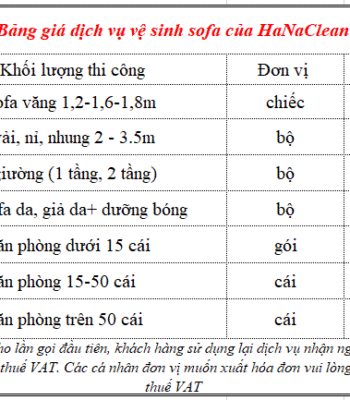 Bảng giá dịch vụ vệ sinh sofa của HaNaClean
Khối lượng thi công Đơn vị
ofa văng 1,2-1,6-1,8m chiếc
vải, nỉ, nhung 2 - 3.5m bộ
giường (1 tầng, 2 tầng) bộ
fa da, giả da+ dưỡng bóng bộ
ăn phòng dưới 15 cái gói
ăn phòng 15-50 cái cái
ăn phòng trên 50 cái cái
ho lần gọi đầu tiên, khách hàng sử dụng lại dịch vụ nhận ng
thuế VAT. Các cá nhân đơn vị muốn xuất hóa đơn vui lòng
thuế VAT